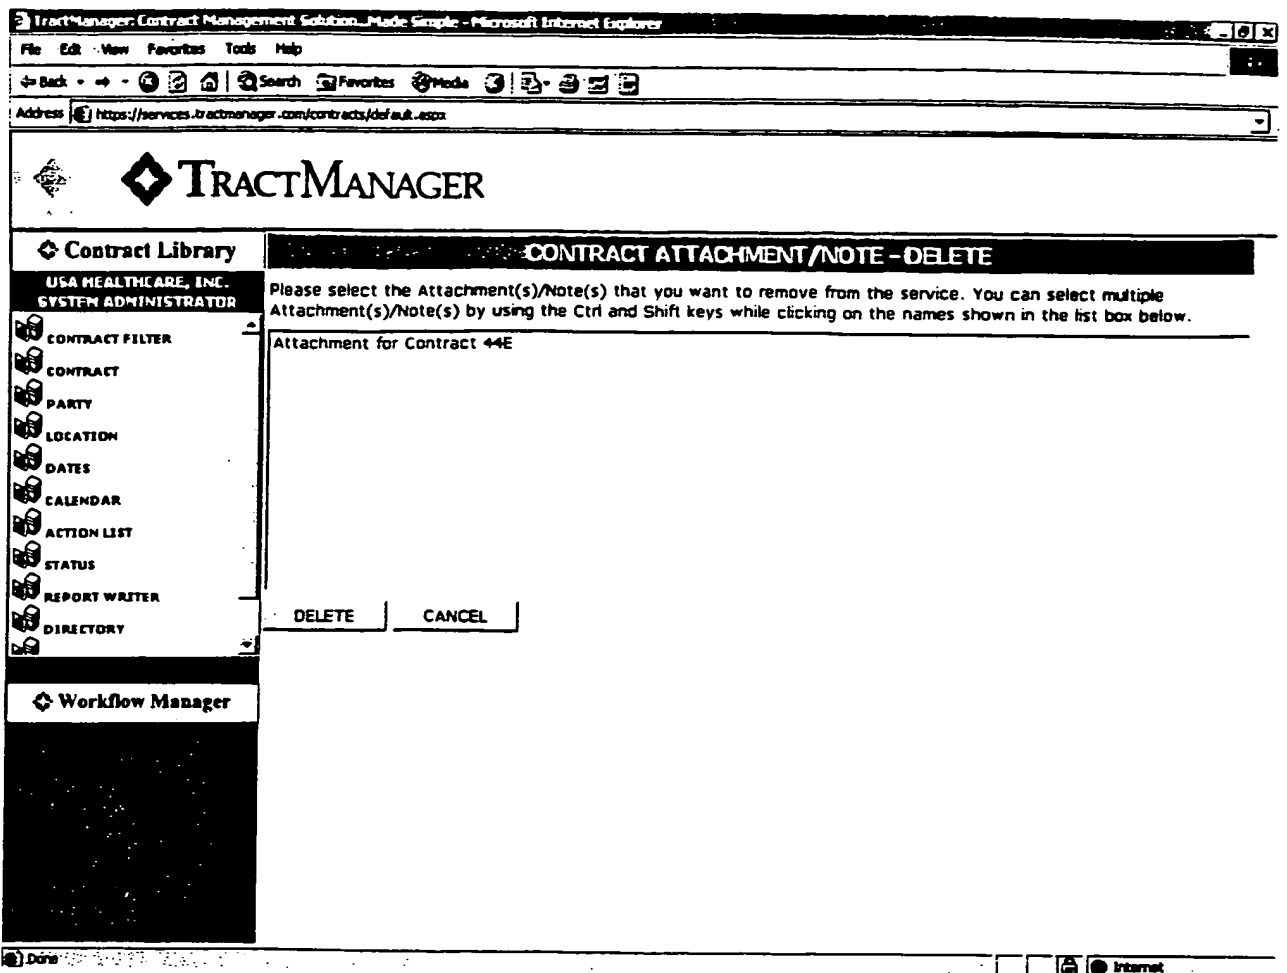 TractManager: Contract Management Solution...Made Simple - Microsoft Internet Explorer
File Edit View Favorites Tools Help
Back Search Favorites Media
Address https://services.tractmanager.com/contracts/default.aspx
TRACTMANAGER
Contract Library
CONTRACT ATTACHMENT/NOTE - DELETE
USA HEALTHCARE, INC.
SYSTEM ADMINISTRATOR
Please select the Attachment(s)/Note(s) that you want to remove from the service. You can select multiple
Attachment(s)/Note(s) by using the Ctrl and Shift keys while clicking on the names shown in the list box below.
Attachment for Contract 44E
CONTRACT FILTER
CONTRACT
PARTY
LOCATION
DATES
CALENDAR
ACTION LIST
STATUS
REPORT WRITER
DIRECTORY
DELETE CANCEL
Workflow Manager
Done
Internet